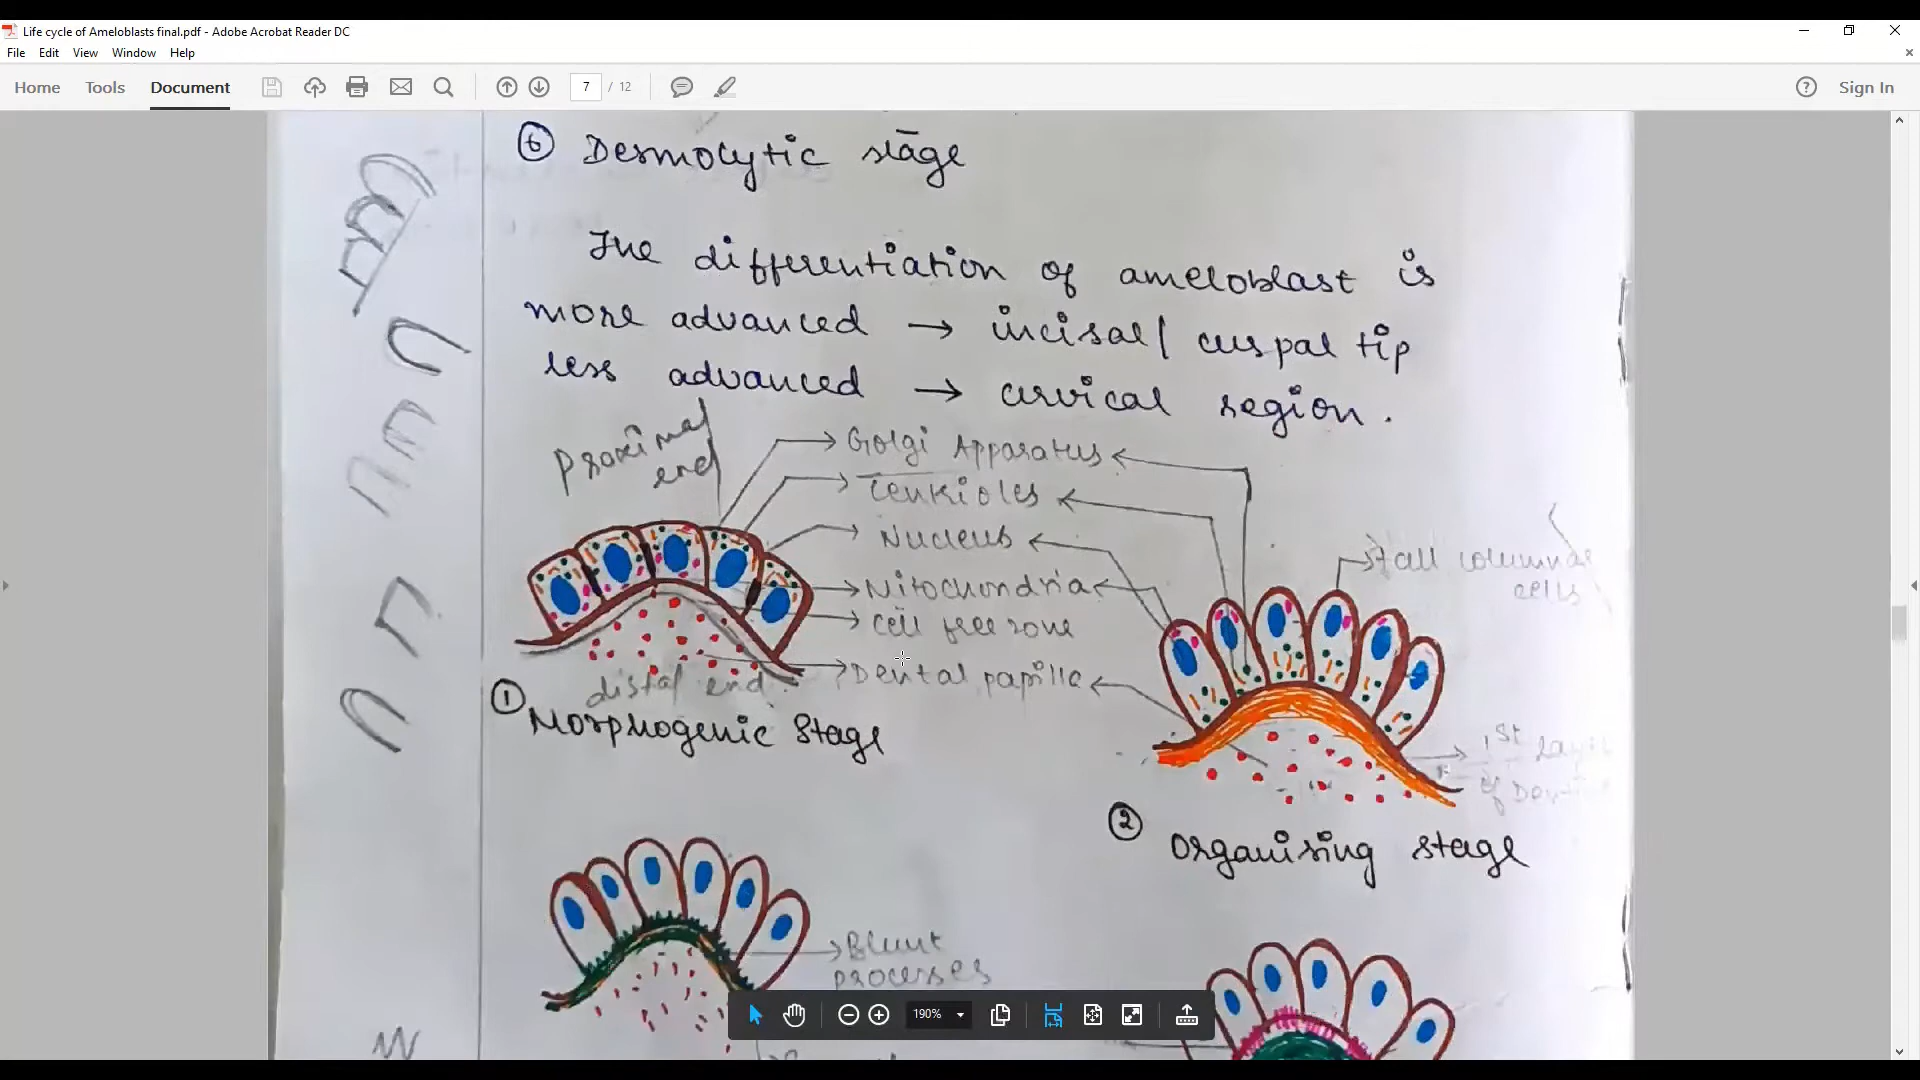 Life cycle of Ameloblasts final.pdf - Adobe Acrobat Reader DC
File Edit View Window Help
Home Tools Document 7 / 12 Sign In
6 Desmolytic stage
The differentiation of ameloblast is
more advanced → incisal/ cuspal tip
less advanced → cervical region.
Proximal
end
Golgi Apparatus
Centrioles
Nucleus
Mitochondria
Cell free zone
Dental papilla
distal end
1 Morphogenic Stage
tall columnar
cells
1st layer
of Dentin
2 Organising stage
Blunt
processes
190%